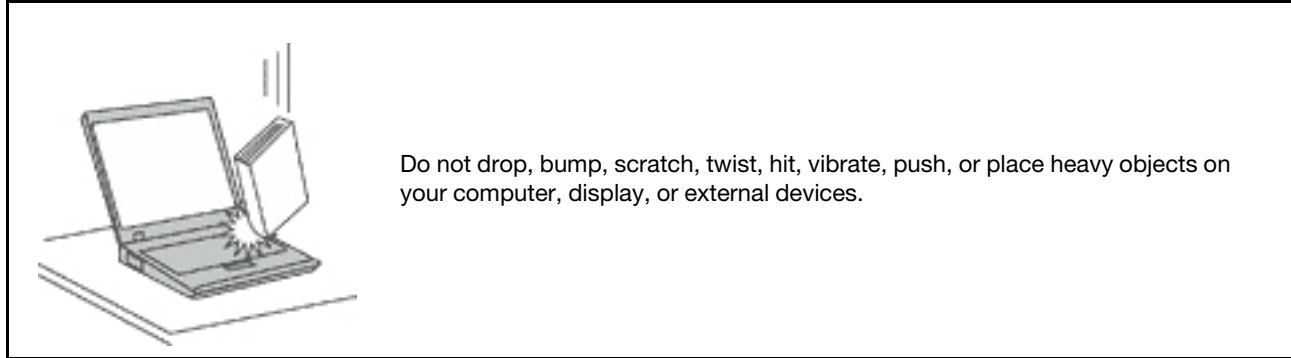 Do not drop, bump, scratch, twist, hit, vibrate, push, or place heavy objects on
your computer, display, or external devices.